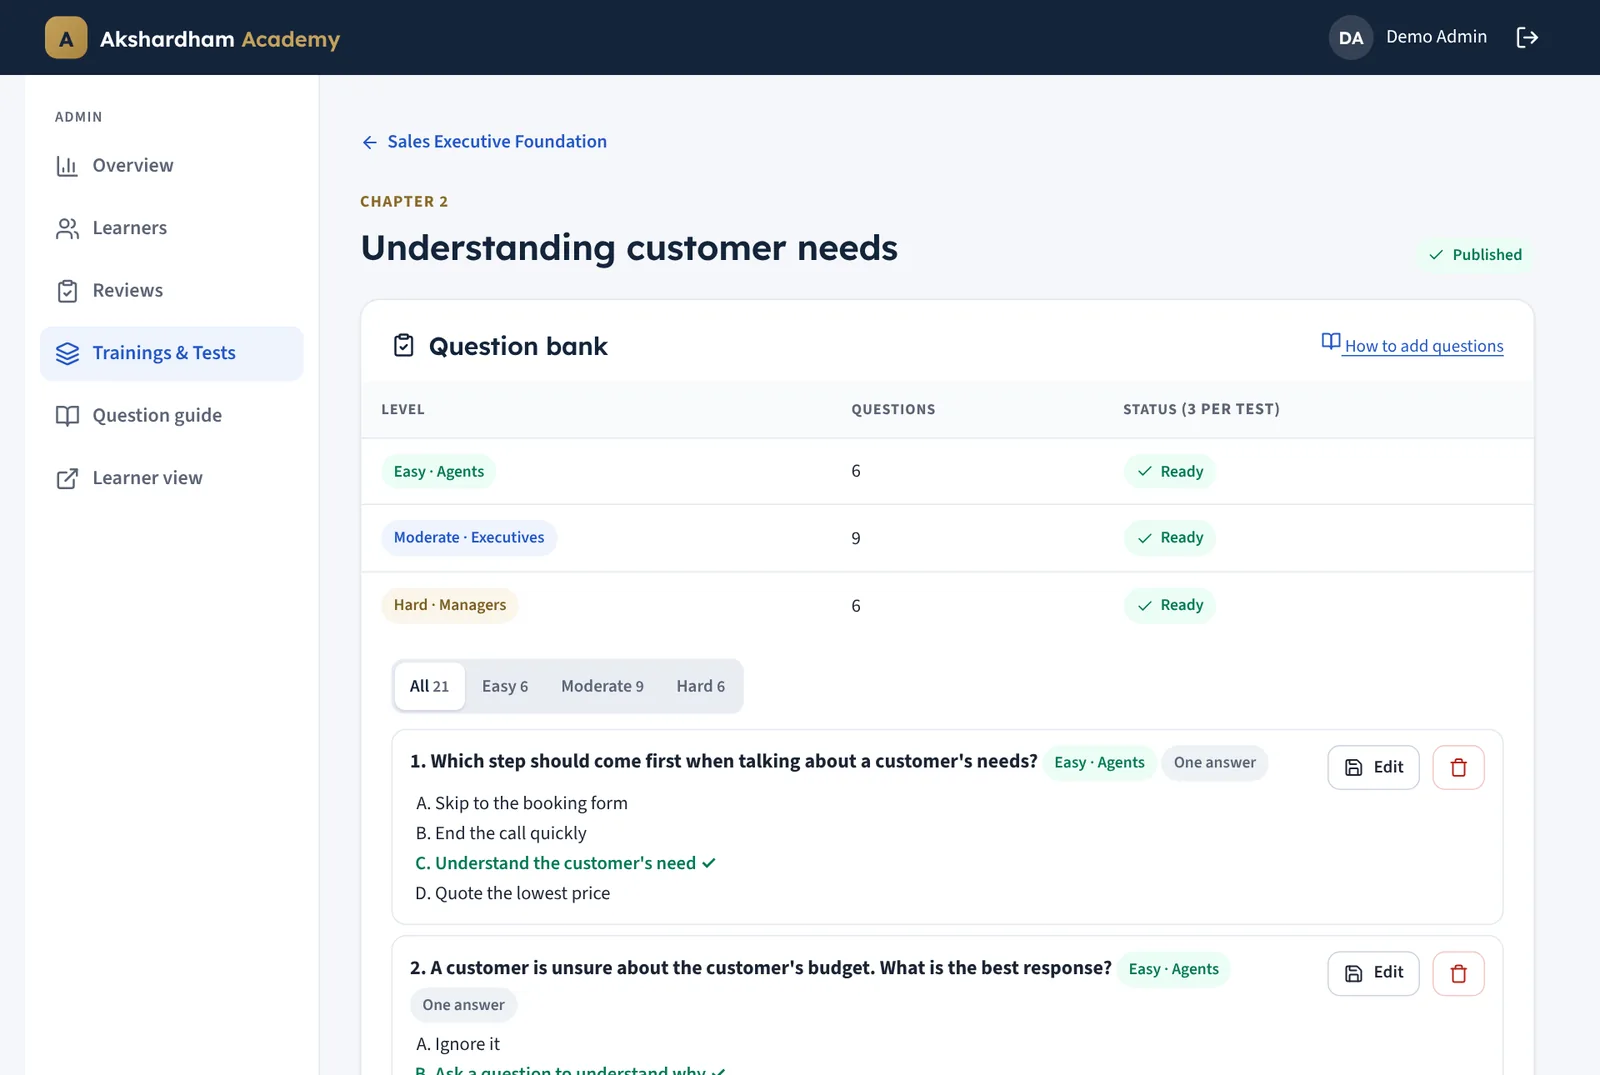 A Akshardham Academy
DA Demo Admin
ADMIN
Overview
Learners
Reviews
Trainings & Tests
Question guide
Learner view
Sales Executive Foundation
CHAPTER 2
Understanding customer needs
Published
Question bank
How to add questions
LEVEL QUESTIONS STATUS (3 PER TEST)
Easy · Agents 6 Ready
Moderate · Executives 9 Ready
Hard · Managers 6 Ready
All 21 Easy 6 Moderate 9 Hard 6
1. Which step should come first when talking about a customer's needs? Easy · Agents One answer Edit
A. Skip to the booking form
B. End the call quickly
C. Understand the customer's need ✓
D. Quote the lowest price
2. A customer is unsure about the customer's budget. What is the best response? Easy · Agents Edit
One answer
A. Ignore it
B. Ask a question to understand why ✓